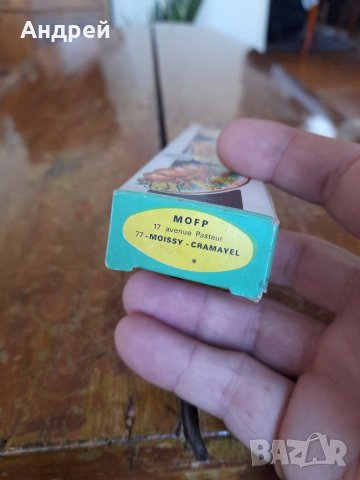 Андрей
MOFP
17 avenue Pasteur
77-MOISSY-CRAMAYEL
BAZAR